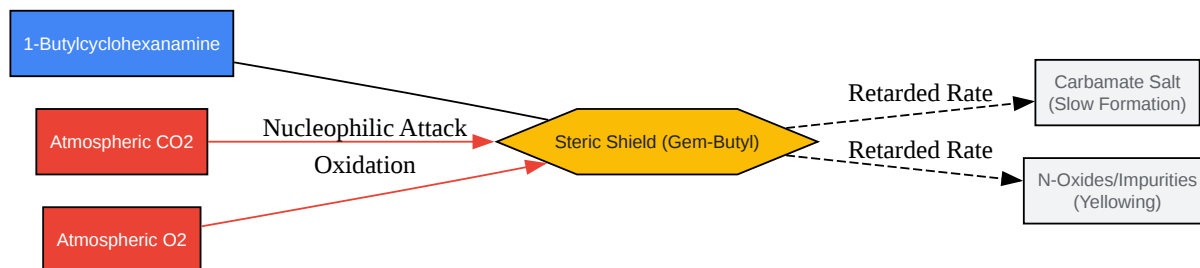 1-Butylcyclohexanamine
Atmospheric CO2
Atmospheric O2
Nucleophilic Attack
Oxidation
Steric Shield (Gem-Butyl)
Retarded Rate
Retarded Rate
Carbamate Salt
(Slow Formation)
N-Oxides/Impurities
(Yellowing)